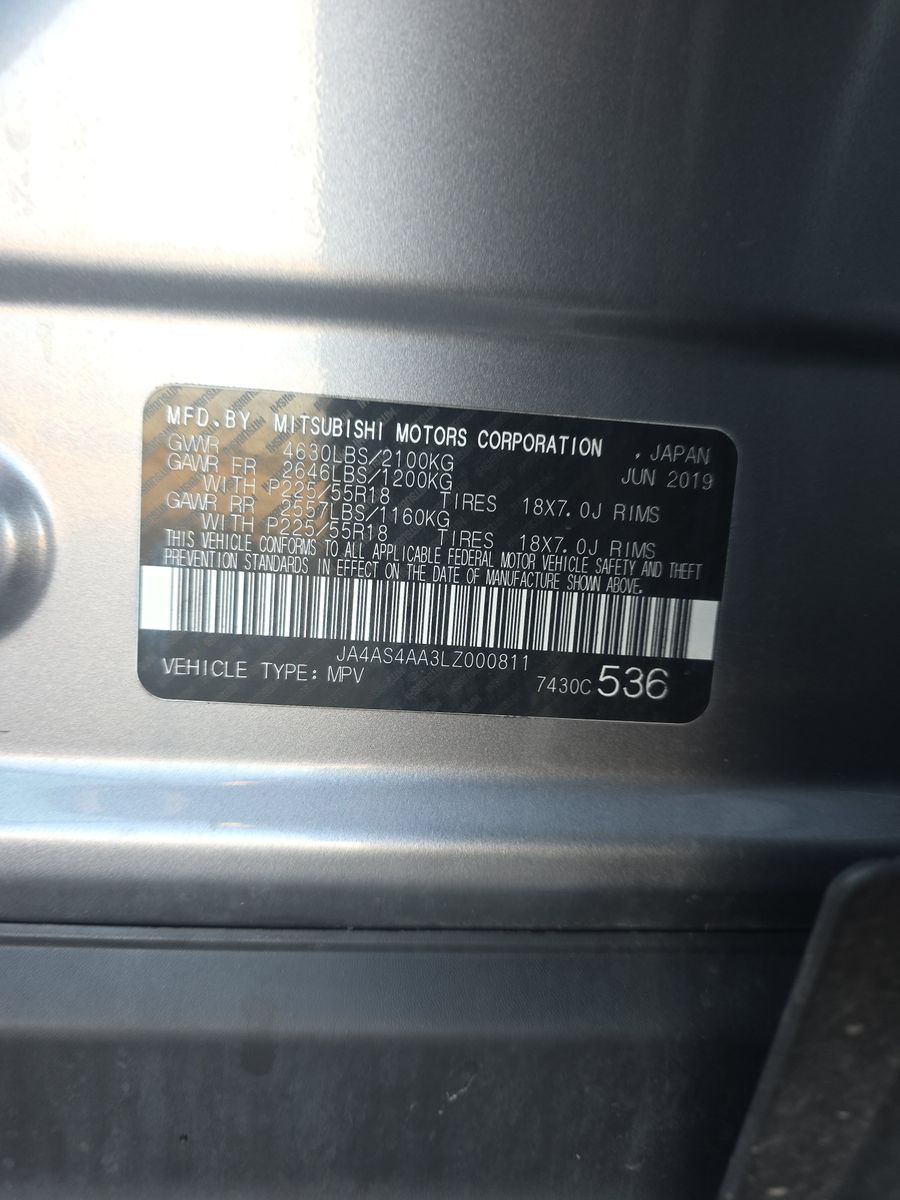 MFD.BY MITSUBISHI MOTORS CORPORATION , JAPAN
GVWR 4630LBS/2100KG JUN 2019
GAWR FR 2646LBS/1200KG
WITH P225/55R18 TIRES 18X7.0J RIMS
GAWR RR 2557LBS/1160KG
WITH P225/55R18 TIRES 18X7.0J RIMS
THIS VEHICLE CONFORMS TO ALL APPLICABLE FEDERAL MOTOR VEHICLE SAFETY AND THEFT
PREVENTION STANDARDS IN EFFECT ON THE DATE OF MANUFACTURE SHOWN ABOVE.
JA4AS4AA3LZ000811
VEHICLE TYPE: MPV 7430C 536